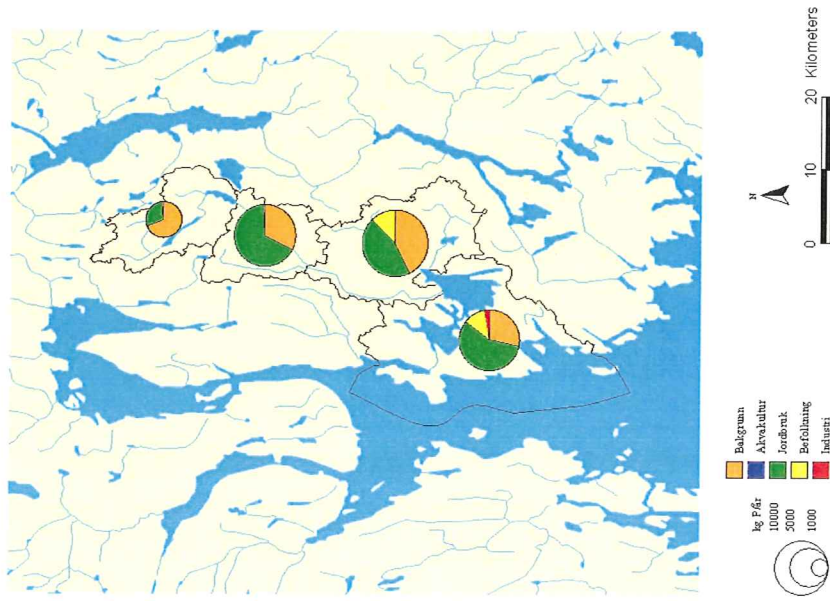 N
0 10 20 Kilometers
kg P/år
10000
5000
1000
Bakgrunn
Akvakultur
Jordbruk
Befolkning
Industri